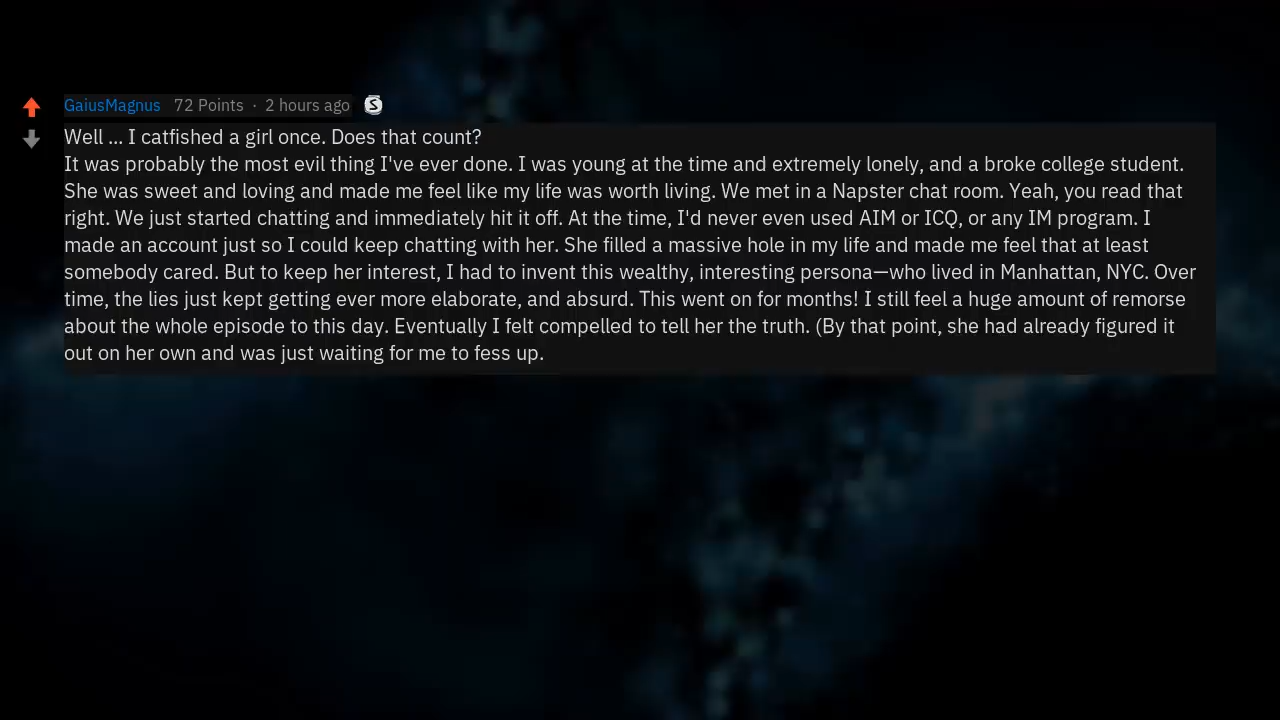 GaiusMagnus 72 Points · 2 hours ago
Well ... I catfished a girl once. Does that count?
It was probably the most evil thing I've ever done. I was young at the time and extremely lonely, and a broke college student.
She was sweet and loving and made me feel like my life was worth living. We met in a Napster chat room. Yeah, you read that
right. We just started chatting and immediately hit it off. At the time, I'd never even used AIM or ICQ, or any IM program. I
made an account just so I could keep chatting with her. She filled a massive hole in my life and made me feel that at least
somebody cared. But to keep her interest, I had to invent this wealthy, interesting persona—who lived in Manhattan, NYC. Over
time, the lies just kept getting ever more elaborate, and absurd. This went on for months! I still feel a huge amount of remorse
about the whole episode to this day. Eventually I felt compelled to tell her the truth. (By that point, she had already figured it
out on her own and was just waiting for me to fess up.